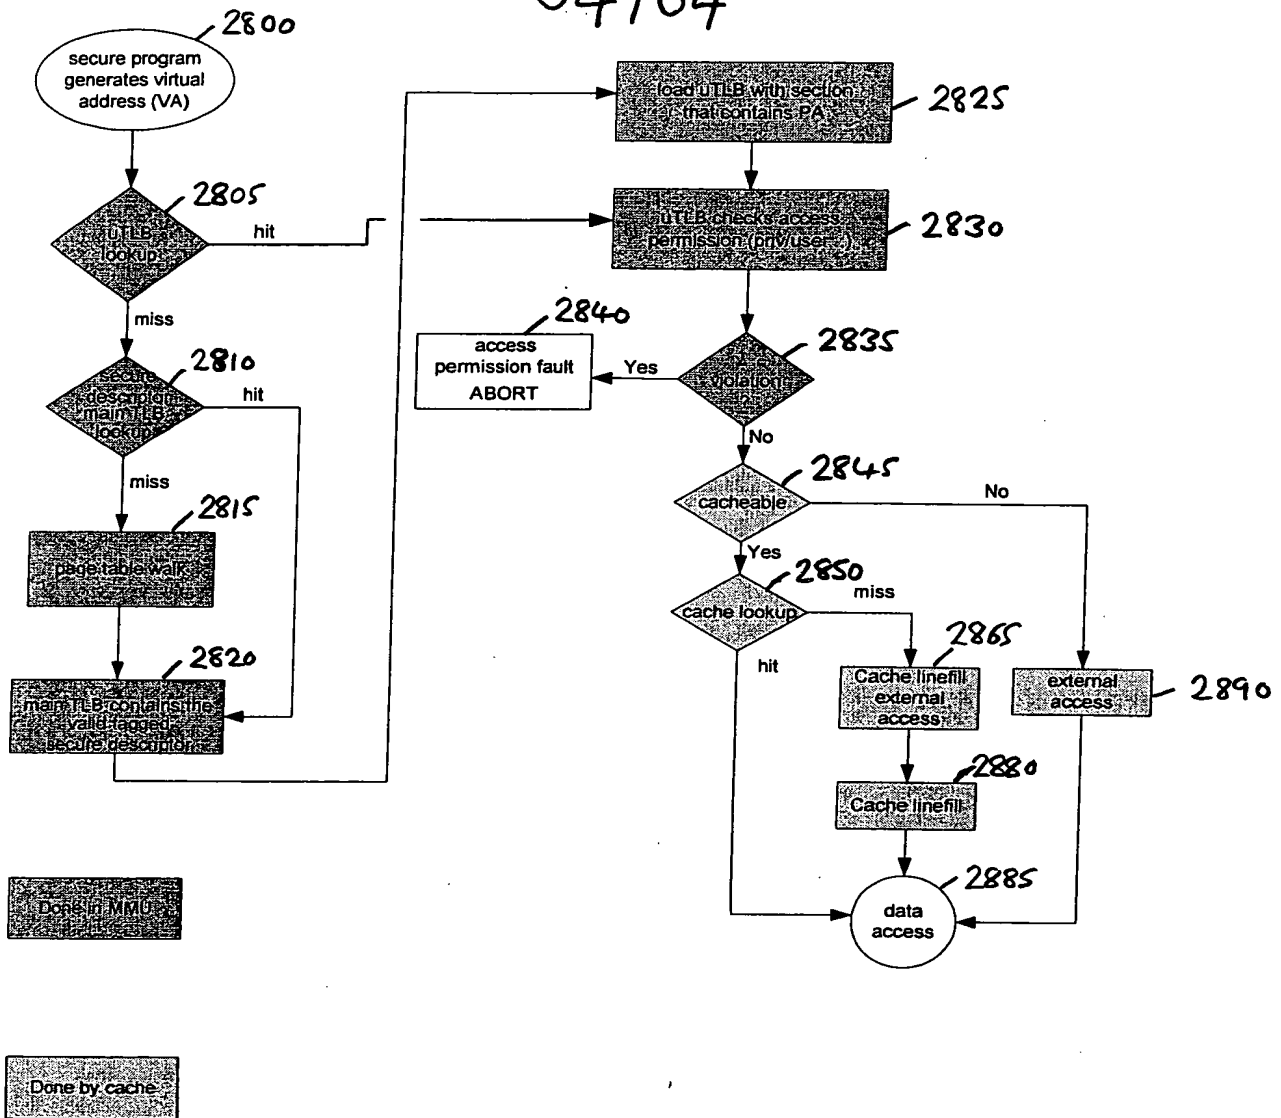 54/64
2800
secure program
generates virtual
address (VA)
2805
uTLB
lookup
hit
miss
2810
secure
descriptor
mainTLB
lookup
hit
miss
2815
page table walk
2820
main TLB contains the
valid tagged
secure descriptor
load uTLB with section
that contains PA
2825
uTLB checks access
permission (priv/user...)
2830
2840
access
permission fault
ABORT
Yes
2835
violation
No
2845
cacheable
No
Yes
2850
cache lookup
miss
hit
2865
Cache linefill
external
access
external
access
2890
2880
Cache linefill
2885
data
access
Done in MMU
Done by cache